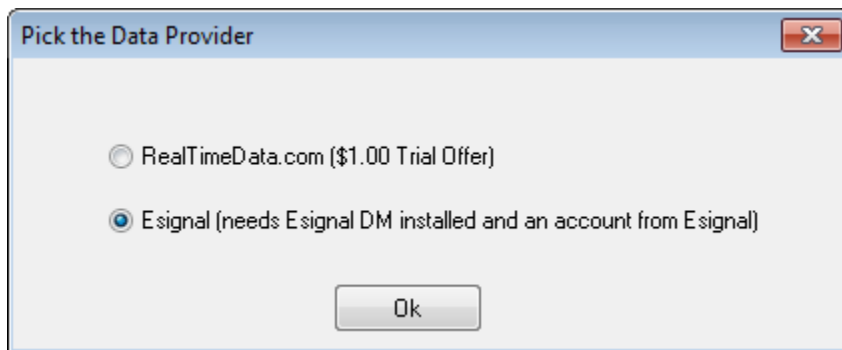 Pick the Data Provider
RealTimeData.com ($1.00 Trial Offer)
Esignal (needs Esignal DM installed and an account from Esignal)
Ok